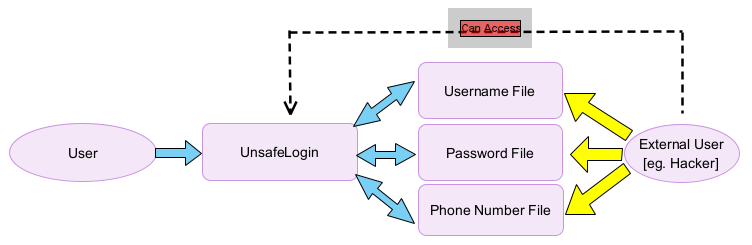 Can Access
Username File
User
UnsafeLogin
Password File
External User
[eg. Hacker]
Phone Number File